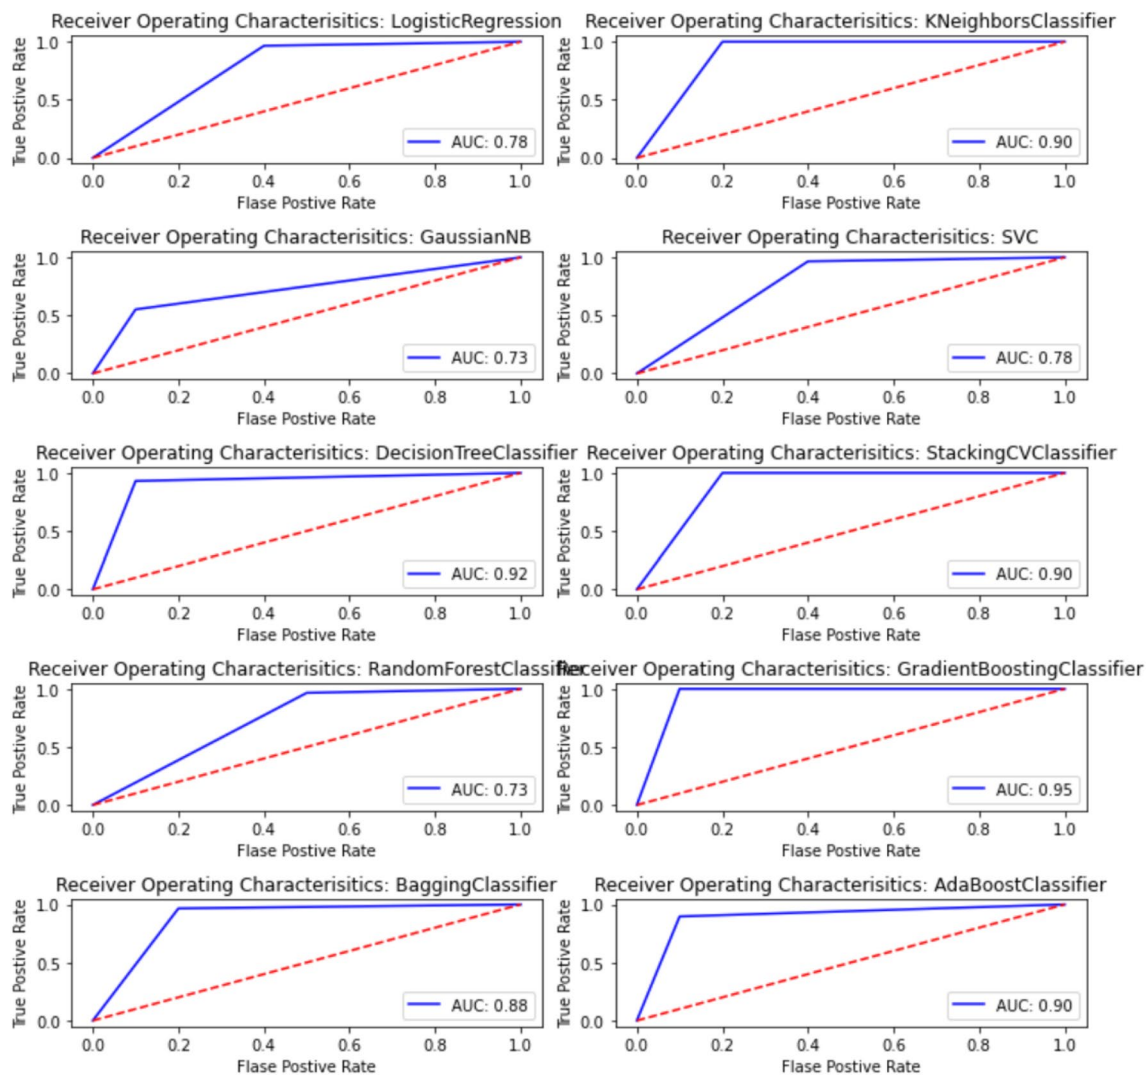 Receiver Operating Characterisitics: LogisticRegression
True Postive Rate
1.0
0.5
0.0
AUC: 0.78
0.0 0.2 0.4 0.6 0.8 1.0
Flase Postive Rate
Receiver Operating Characterisitics: KNeighborsClassifier
True Postive Rate
1.0
0.5
0.0
AUC: 0.90
0.0 0.2 0.4 0.6 0.8 1.0
Flase Postive Rate
Receiver Operating Characterisitics: GaussianNB
True Postive Rate
1.0
0.5
0.0
AUC: 0.73
0.0 0.2 0.4 0.6 0.8 1.0
Flase Postive Rate
Receiver Operating Characterisitics: SVC
True Postive Rate
1.0
0.5
0.0
AUC: 0.78
0.0 0.2 0.4 0.6 0.8 1.0
Flase Postive Rate
Receiver Operating Characterisitics: DecisionTreeClassifier
True Postive Rate
1.0
0.5
0.0
AUC: 0.92
0.0 0.2 0.4 0.6 0.8 1.0
Flase Postive Rate
Receiver Operating Characterisitics: StackingCVClassifier
True Postive Rate
1.0
0.5
0.0
AUC: 0.90
0.0 0.2 0.4 0.6 0.8 1.0
Flase Postive Rate
Receiver Operating Characterisitics: RandomForestClassifier
True Postive Rate
1.0
0.5
0.0
AUC: 0.73
0.0 0.2 0.4 0.6 0.8 1.0
Flase Postive Rate
Receiver Operating Characterisitics: GradientBoostingClassifier
True Postive Rate
1.0
0.5
0.0
AUC: 0.95
0.0 0.2 0.4 0.6 0.8 1.0
Flase Postive Rate
Receiver Operating Characterisitics: BaggingClassifier
True Postive Rate
1.0
0.5
0.0
AUC: 0.88
0.0 0.2 0.4 0.6 0.8 1.0
Flase Postive Rate
Receiver Operating Characterisitics: AdaBoostClassifier
True Postive Rate
1.0
0.5
0.0
AUC: 0.90
0.0 0.2 0.4 0.6 0.8 1.0
Flase Postive Rate